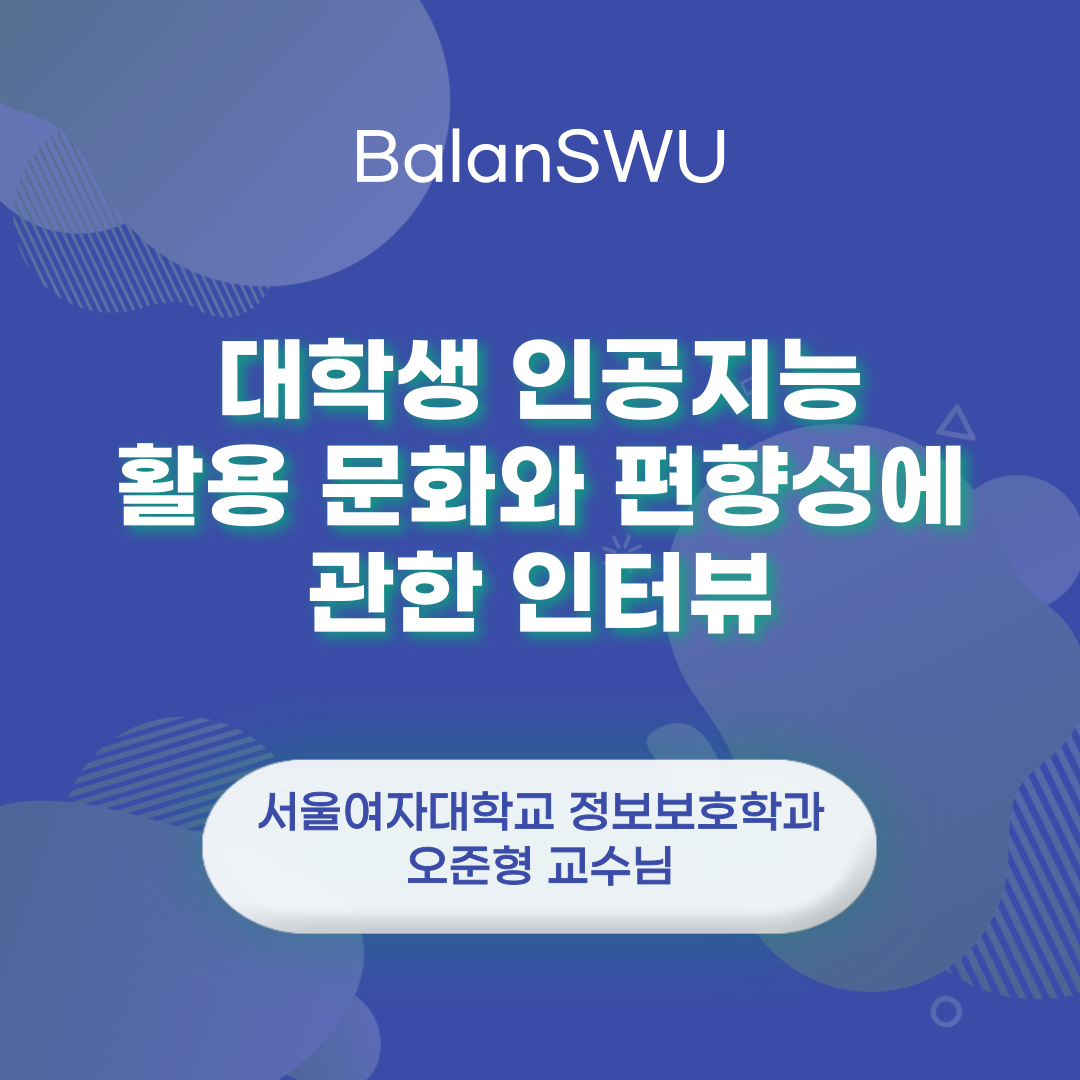 BalanSWU
대학생 인공지능
활용 문화와 편향성에
관한 인터뷰
서울여자대학교 정보보호학과
오준형 교수님